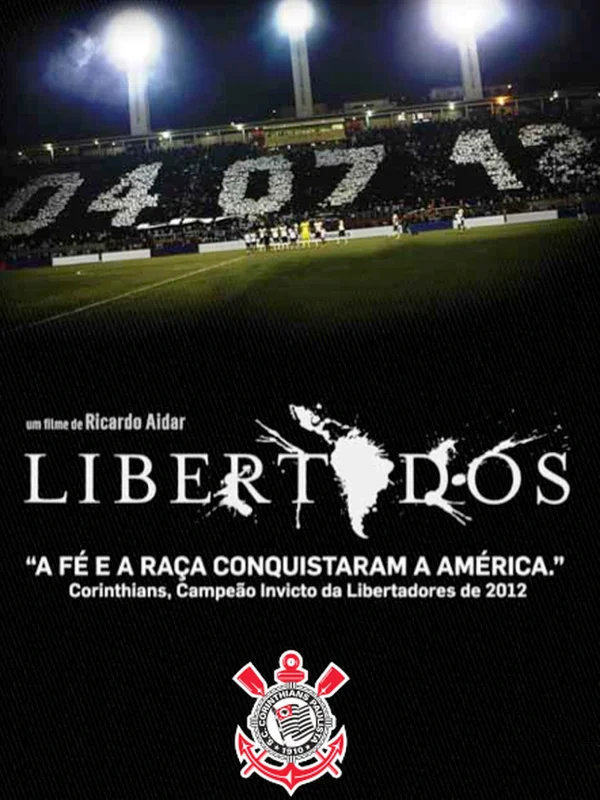 04 07 12
um filme de Ricardo Aidar
LIBERTADOS
“A FÉ E A RAÇA CONQUISTARAM A AMÉRICA.”
Corinthians, Campeão Invicto da Libertadores de 2012
S.C. CORINTHIANS PAULISTA
1910